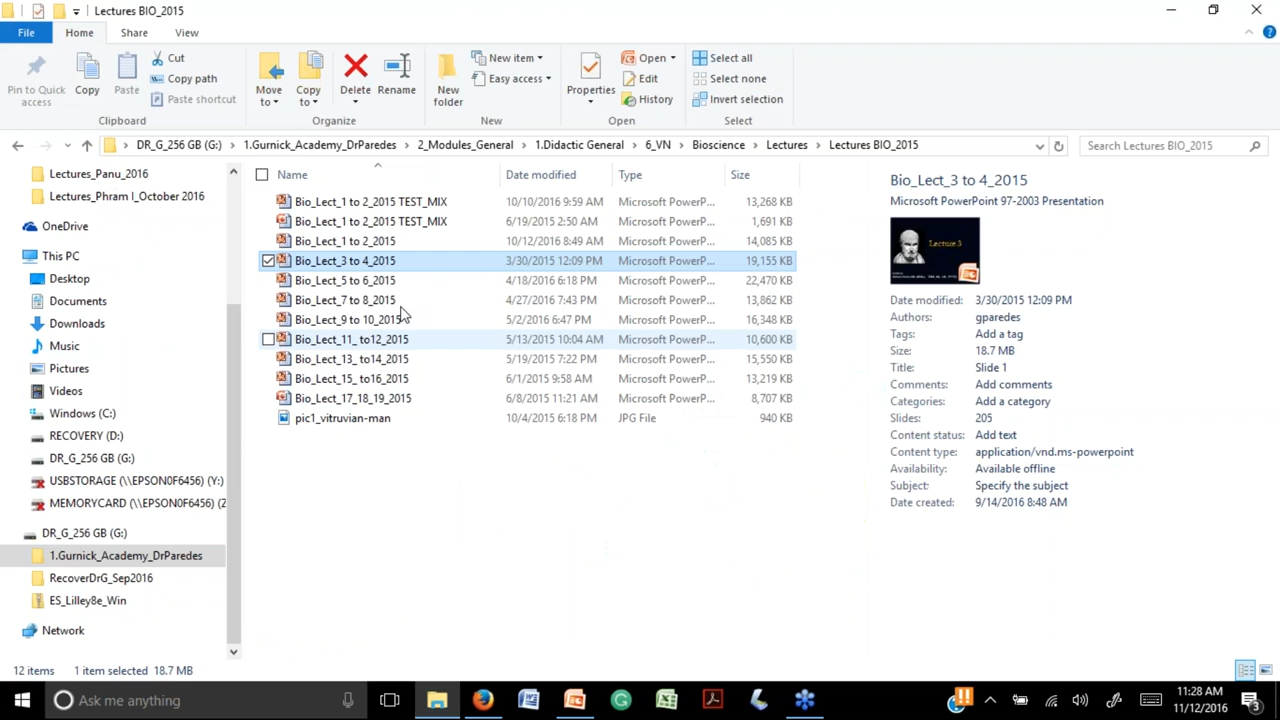 Lectures BIO_2015
File
Home
Share
View
Pin to Quick access
Copy
Paste
Cut
Copy path
Paste shortcut
Clipboard
Move to
Copy to
Delete
Rename
Organize
New folder
New item
Easy access
New
Properties
Open
Edit
History
Open
Select all
Select none
Invert selection
Select
DR_G_256 GB (G:) > 1.Gurnick_Academy_DrParedes > 2_Modules_General > 1.Didactic General > 6_VN > Bioscience > Lectures > Lectures BIO_2015
Search Lectures BIO_2015
Lectures_Panu_2016
Lectures_Phram I_October 2016
OneDrive
This PC
Desktop
Documents
Downloads
Music
Pictures
Videos
Windows (C:)
RECOVERY (D:)
DR_G_256 GB (G:)
USBSTORAGE (\\EPSON0F6456) (Y:)
MEMORYCARD (\\EPSON0F6456) (Z
DR_G_256 GB (G:)
1.Gurnick_Academy_DrParedes
RecoverDrG_Sep2016
ES_Lilley8e_Win
Network
Name Date modified Type Size
Bio_Lect_1 to 2_2015 TEST_MIX 10/10/2016 9:59 AM Microsoft PowerP... 13,268 KB
Bio_Lect_1 to 2_2015 TEST_MIX 6/19/2015 2:50 AM Microsoft PowerP... 1,691 KB
Bio_Lect_1 to 2_2015 10/12/2016 8:49 AM Microsoft PowerP... 14,085 KB
Bio_Lect_3 to 4_2015 3/30/2015 12:09 PM Microsoft PowerP... 19,155 KB
Bio_Lect_5 to 6_2015 4/18/2016 6:18 PM Microsoft PowerP... 22,470 KB
Bio_Lect_7 to 8_2015 4/27/2016 7:43 PM Microsoft PowerP... 13,862 KB
Bio_Lect_9 to 10_2015 5/2/2016 6:47 PM Microsoft PowerP... 16,348 KB
Bio_Lect_11_ to12_2015 5/13/2015 10:04 AM Microsoft PowerP... 10,600 KB
Bio_Lect_13_ to14_2015 5/19/2015 7:22 PM Microsoft PowerP... 15,550 KB
Bio_Lect_15_ to16_2015 6/1/2015 9:58 AM Microsoft PowerP... 13,219 KB
Bio_Lect_17_18_19_2015 6/8/2015 11:21 AM Microsoft PowerP... 8,707 KB
pic1_vitruvian-man 10/4/2015 6:18 PM JPG File 940 KB
Bio_Lect_3 to 4_2015
Microsoft PowerPoint 97-2003 Presentation
Lecture 3
Date modified: 3/30/2015 12:09 PM
Authors: gparedes
Tags: Add a tag
Size: 18.7 MB
Title: Slide 1
Comments: Add comments
Categories: Add a category
Slides: 205
Content status: Add text
Content type: application/vnd.ms-powerpoint
Availability: Available offline
Subject: Specify the subject
Date created: 9/14/2016 8:48 AM
12 items 1 item selected 18.7 MB
Ask me anything
11:28 AM
11/12/2016
3